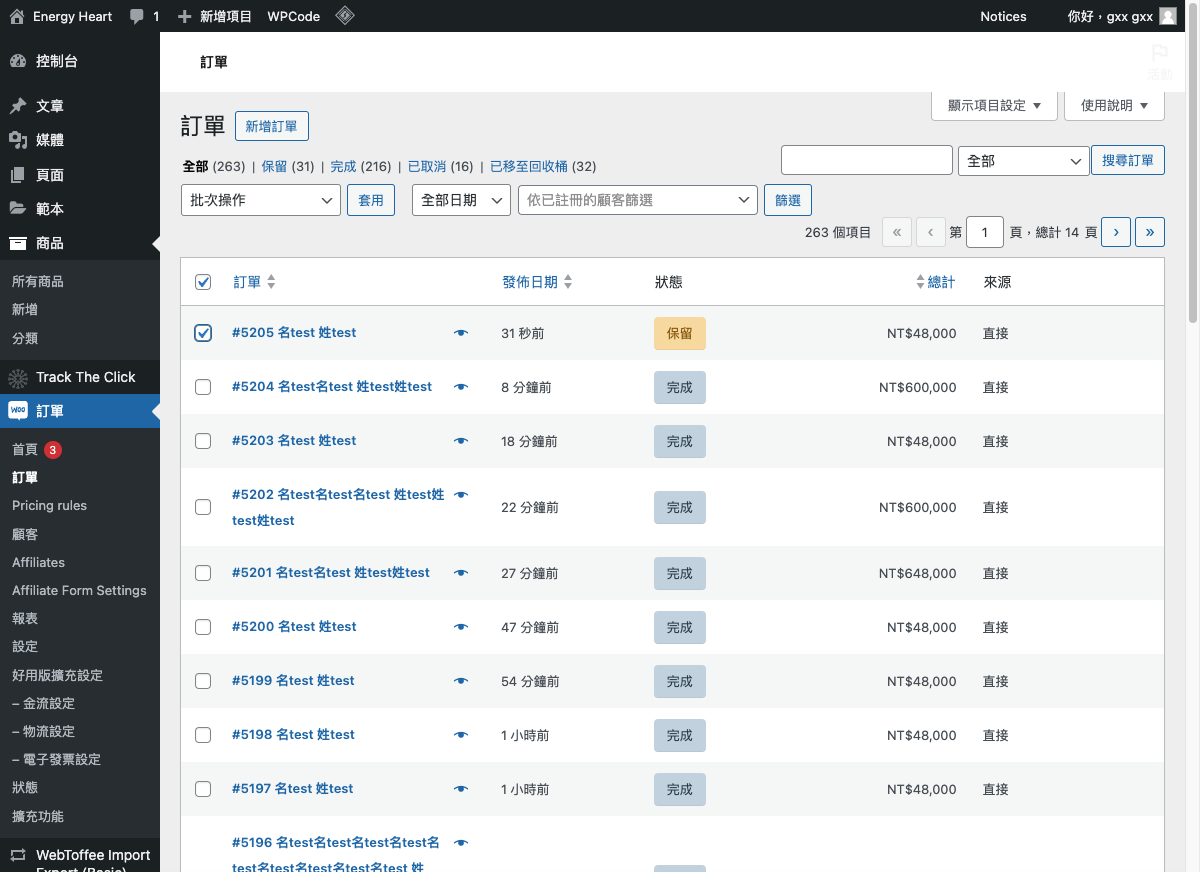 Energy Heart 1 新增項目 WPCode Notices 你好，gxx gxx
控制台
文章
媒體
頁面
範本
商品
所有商品
新增
分類
Track The Click
訂單
首頁 3
訂單
Pricing rules
顧客
Affiliates
Affiliate Form Settings
報表
設定
好用版擴充設定
– 金流設定
– 物流設定
– 電子發票設定
狀態
擴充功能
WebToffee Import
Export (Basic)
訂單
活動
顯示項目設定 ▼ 使用說明 ▼
訂單 新增訂單
全部 (263) | 保留 (31) | 完成 (216) | 已取消 (16) | 已移至回收桶 (32)
全部 搜尋訂單
批次操作 套用 全部日期 依已註冊的顧客篩選 篩選
263 個項目 « ‹ 第 1 頁，總計 14 頁 › »
訂單 發佈日期 狀態 總計 來源
#5205 名test 姓test 31 秒前 保留 NT$48,000 直接
#5204 名test名test 姓test姓test 8 分鐘前 完成 NT$600,000 直接
#5203 名test 姓test 18 分鐘前 完成 NT$48,000 直接
#5202 名test名test名test 姓test姓
test姓test 22 分鐘前 完成 NT$600,000 直接
#5201 名test名test 姓test姓test 27 分鐘前 完成 NT$648,000 直接
#5200 名test 姓test 47 分鐘前 完成 NT$48,000 直接
#5199 名test 姓test 54 分鐘前 完成 NT$48,000 直接
#5198 名test 姓test 1 小時前 完成 NT$48,000 直接
#5197 名test 姓test 1 小時前 完成 NT$48,000 直接
#5196 名test名test名test名test名
test名test名test名test名test 姓